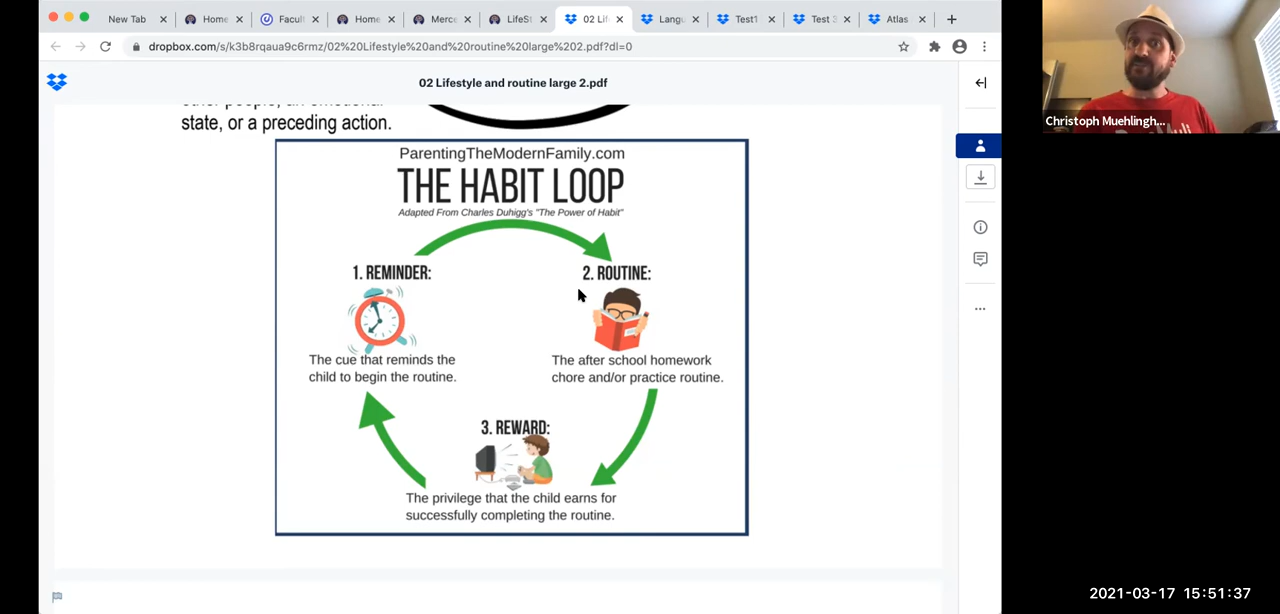 New Tab
Home
Facul
Home
Merce
LifeSt
02 Lif
Langu
Test1
Test 3
Atlas
dropbox.com/s/k3b8rqaua9c6rmz/02%20Lifestyle%20and%20routine%20large%202.pdf?dl=0
02 Lifestyle and routine large 2.pdf
state, or a preceding action.
ParentingTheModernFamily.com
THE HABIT LOOP
Adapted From Charles Duhigg's "The Power of Habit"
1. REMINDER:
The cue that reminds the
child to begin the routine.
2. ROUTINE:
The after school homework
chore and/or practice routine.
3. REWARD:
The privilege that the child earns for
successfully completing the routine.
Christoph Muehlingh...
2021-03-17 15:51:37